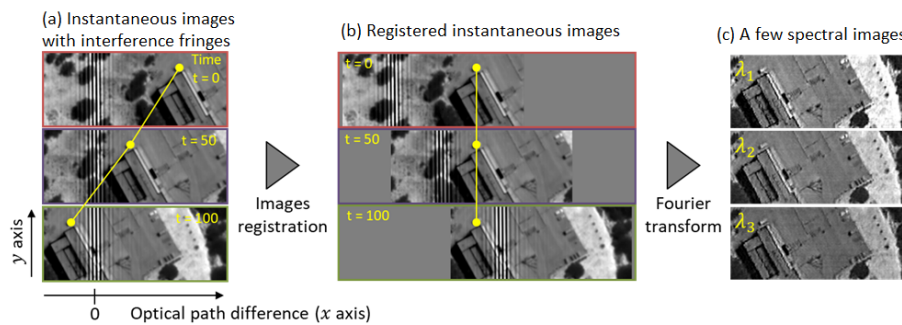 (a) Instantaneous images
with interference fringes
Time
t = 0
t = 50
t = 100
y axis
0 Optical path difference (x axis)
Images
registration
(b) Registered instantaneous images
t = 0
t = 50
t = 100
Fourier
transform
(c) A few spectral images
λ1
λ2
λ3